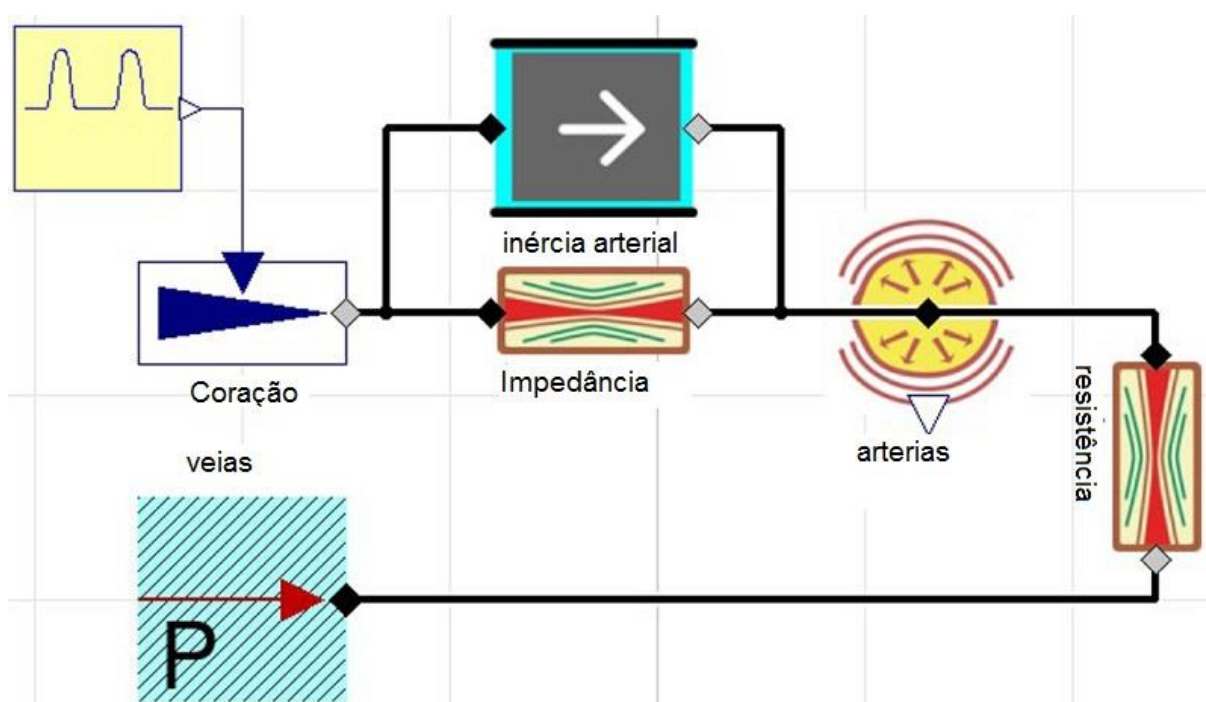 inércia arterial
Impedância
Coração
arterias
resistência
veias
P